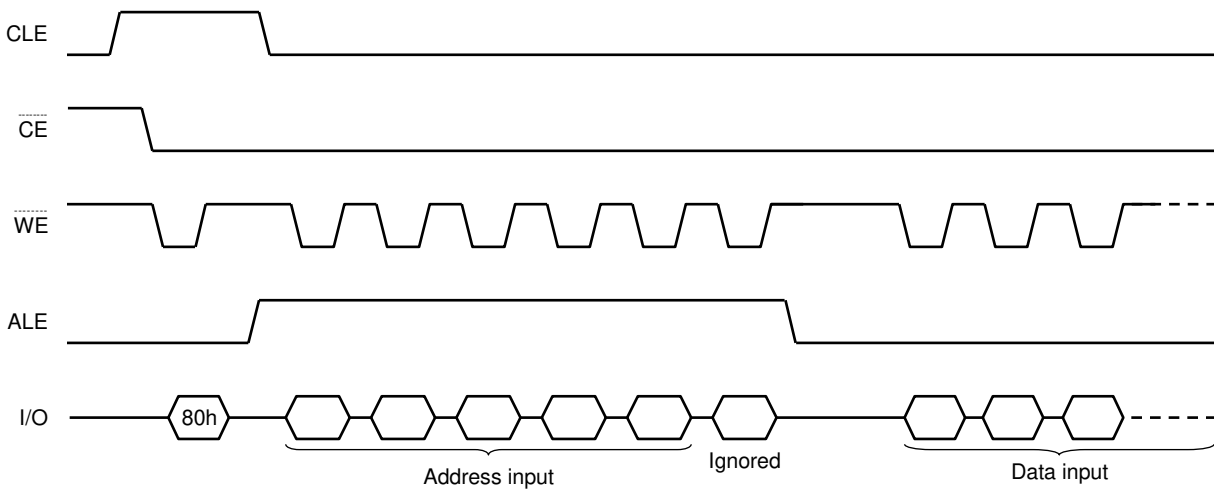 CLE
CE
WE
ALE
I/O
80h
Address input
Ignored
Data input